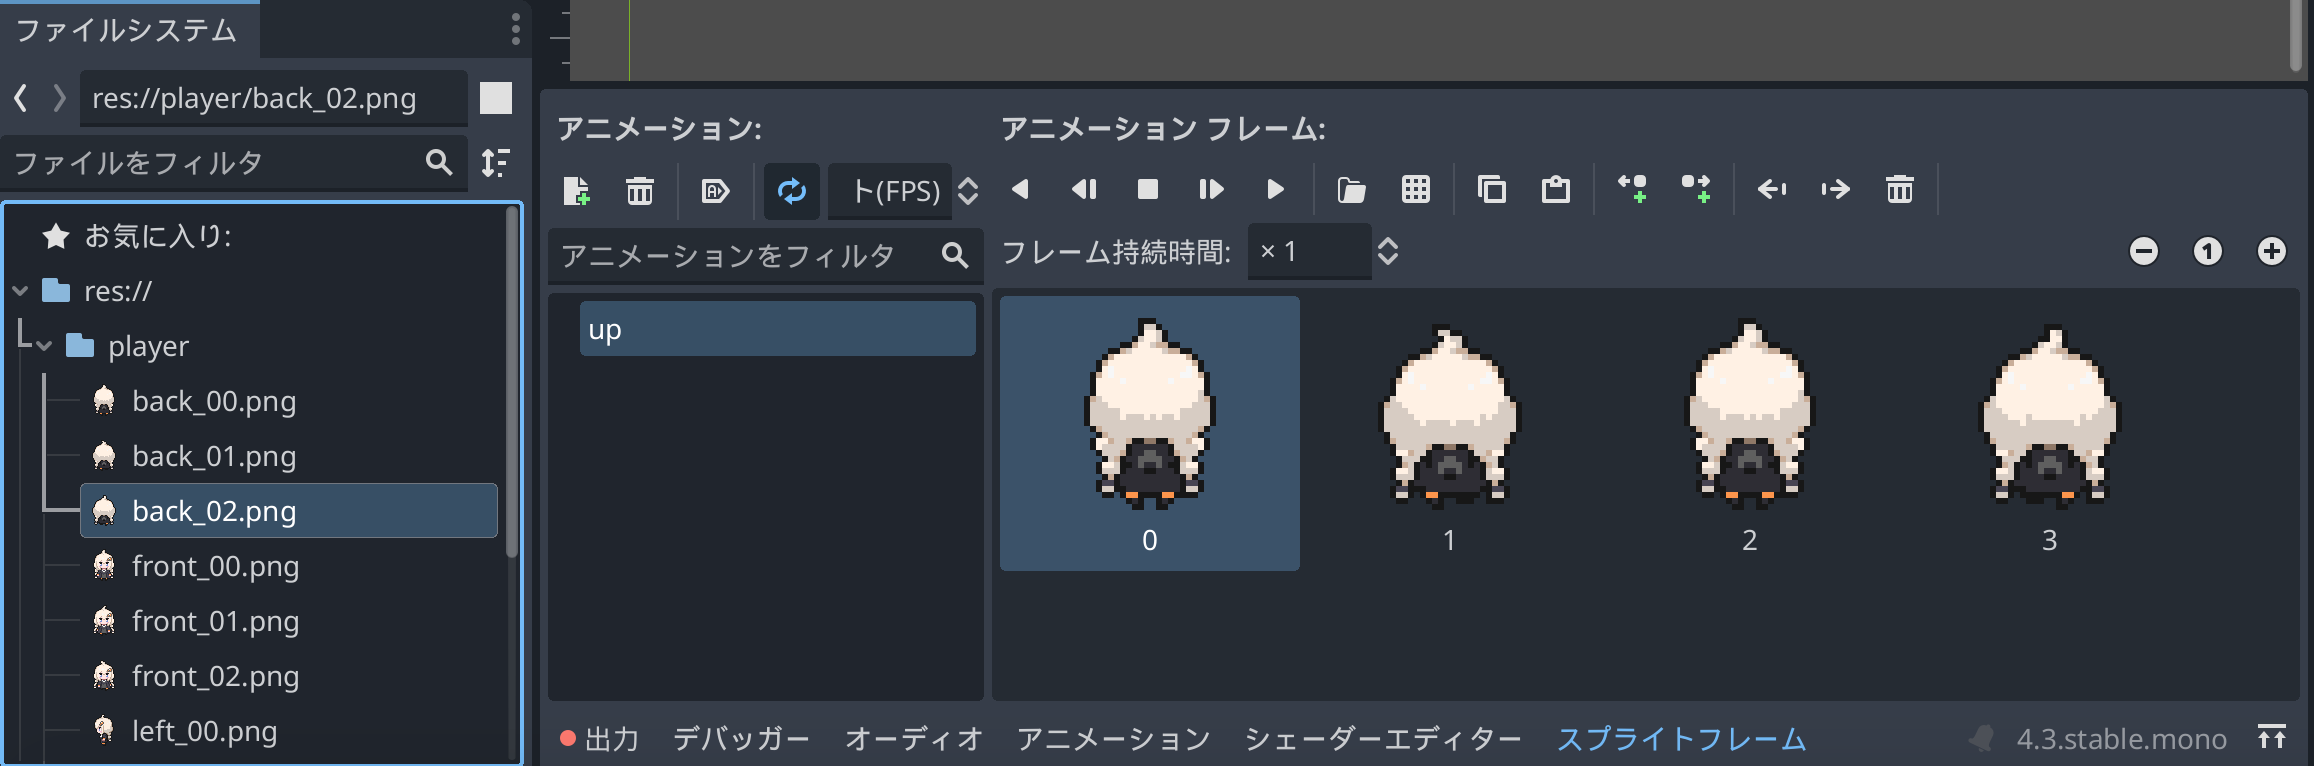 ファイルシステム
res://player/back_02.png
ファイルをフィルタ
お気に入り:
res://
player
back_00.png
back_01.png
back_02.png
front_00.png
front_01.png
front_02.png
left_00.png
アニメーション:
ト(FPS)
アニメーションをフィルタ
up
アニメーション フレーム:
フレーム持続時間: × 1
0
1
2
3
出力 デバッガー オーディオ アニメーション シェーダーエディター スプライトフレーム 4.3.stable.mono